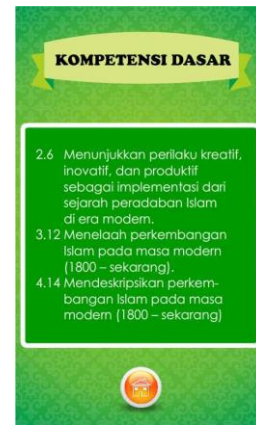 KOMPETENSI DASAR
2.6 Menunjukkan perilaku kreatif,
inovatif, dan produktif
sebagai implementasi dari
sejarah peradaban Islam
di era modern.
3.12 Menelaah perkembangan
Islam pada masa modern
(1800 – sekarang).
4.14 Mendeskripsikan perkem-
bangan Islam pada masa
modern (1800 – sekarang)